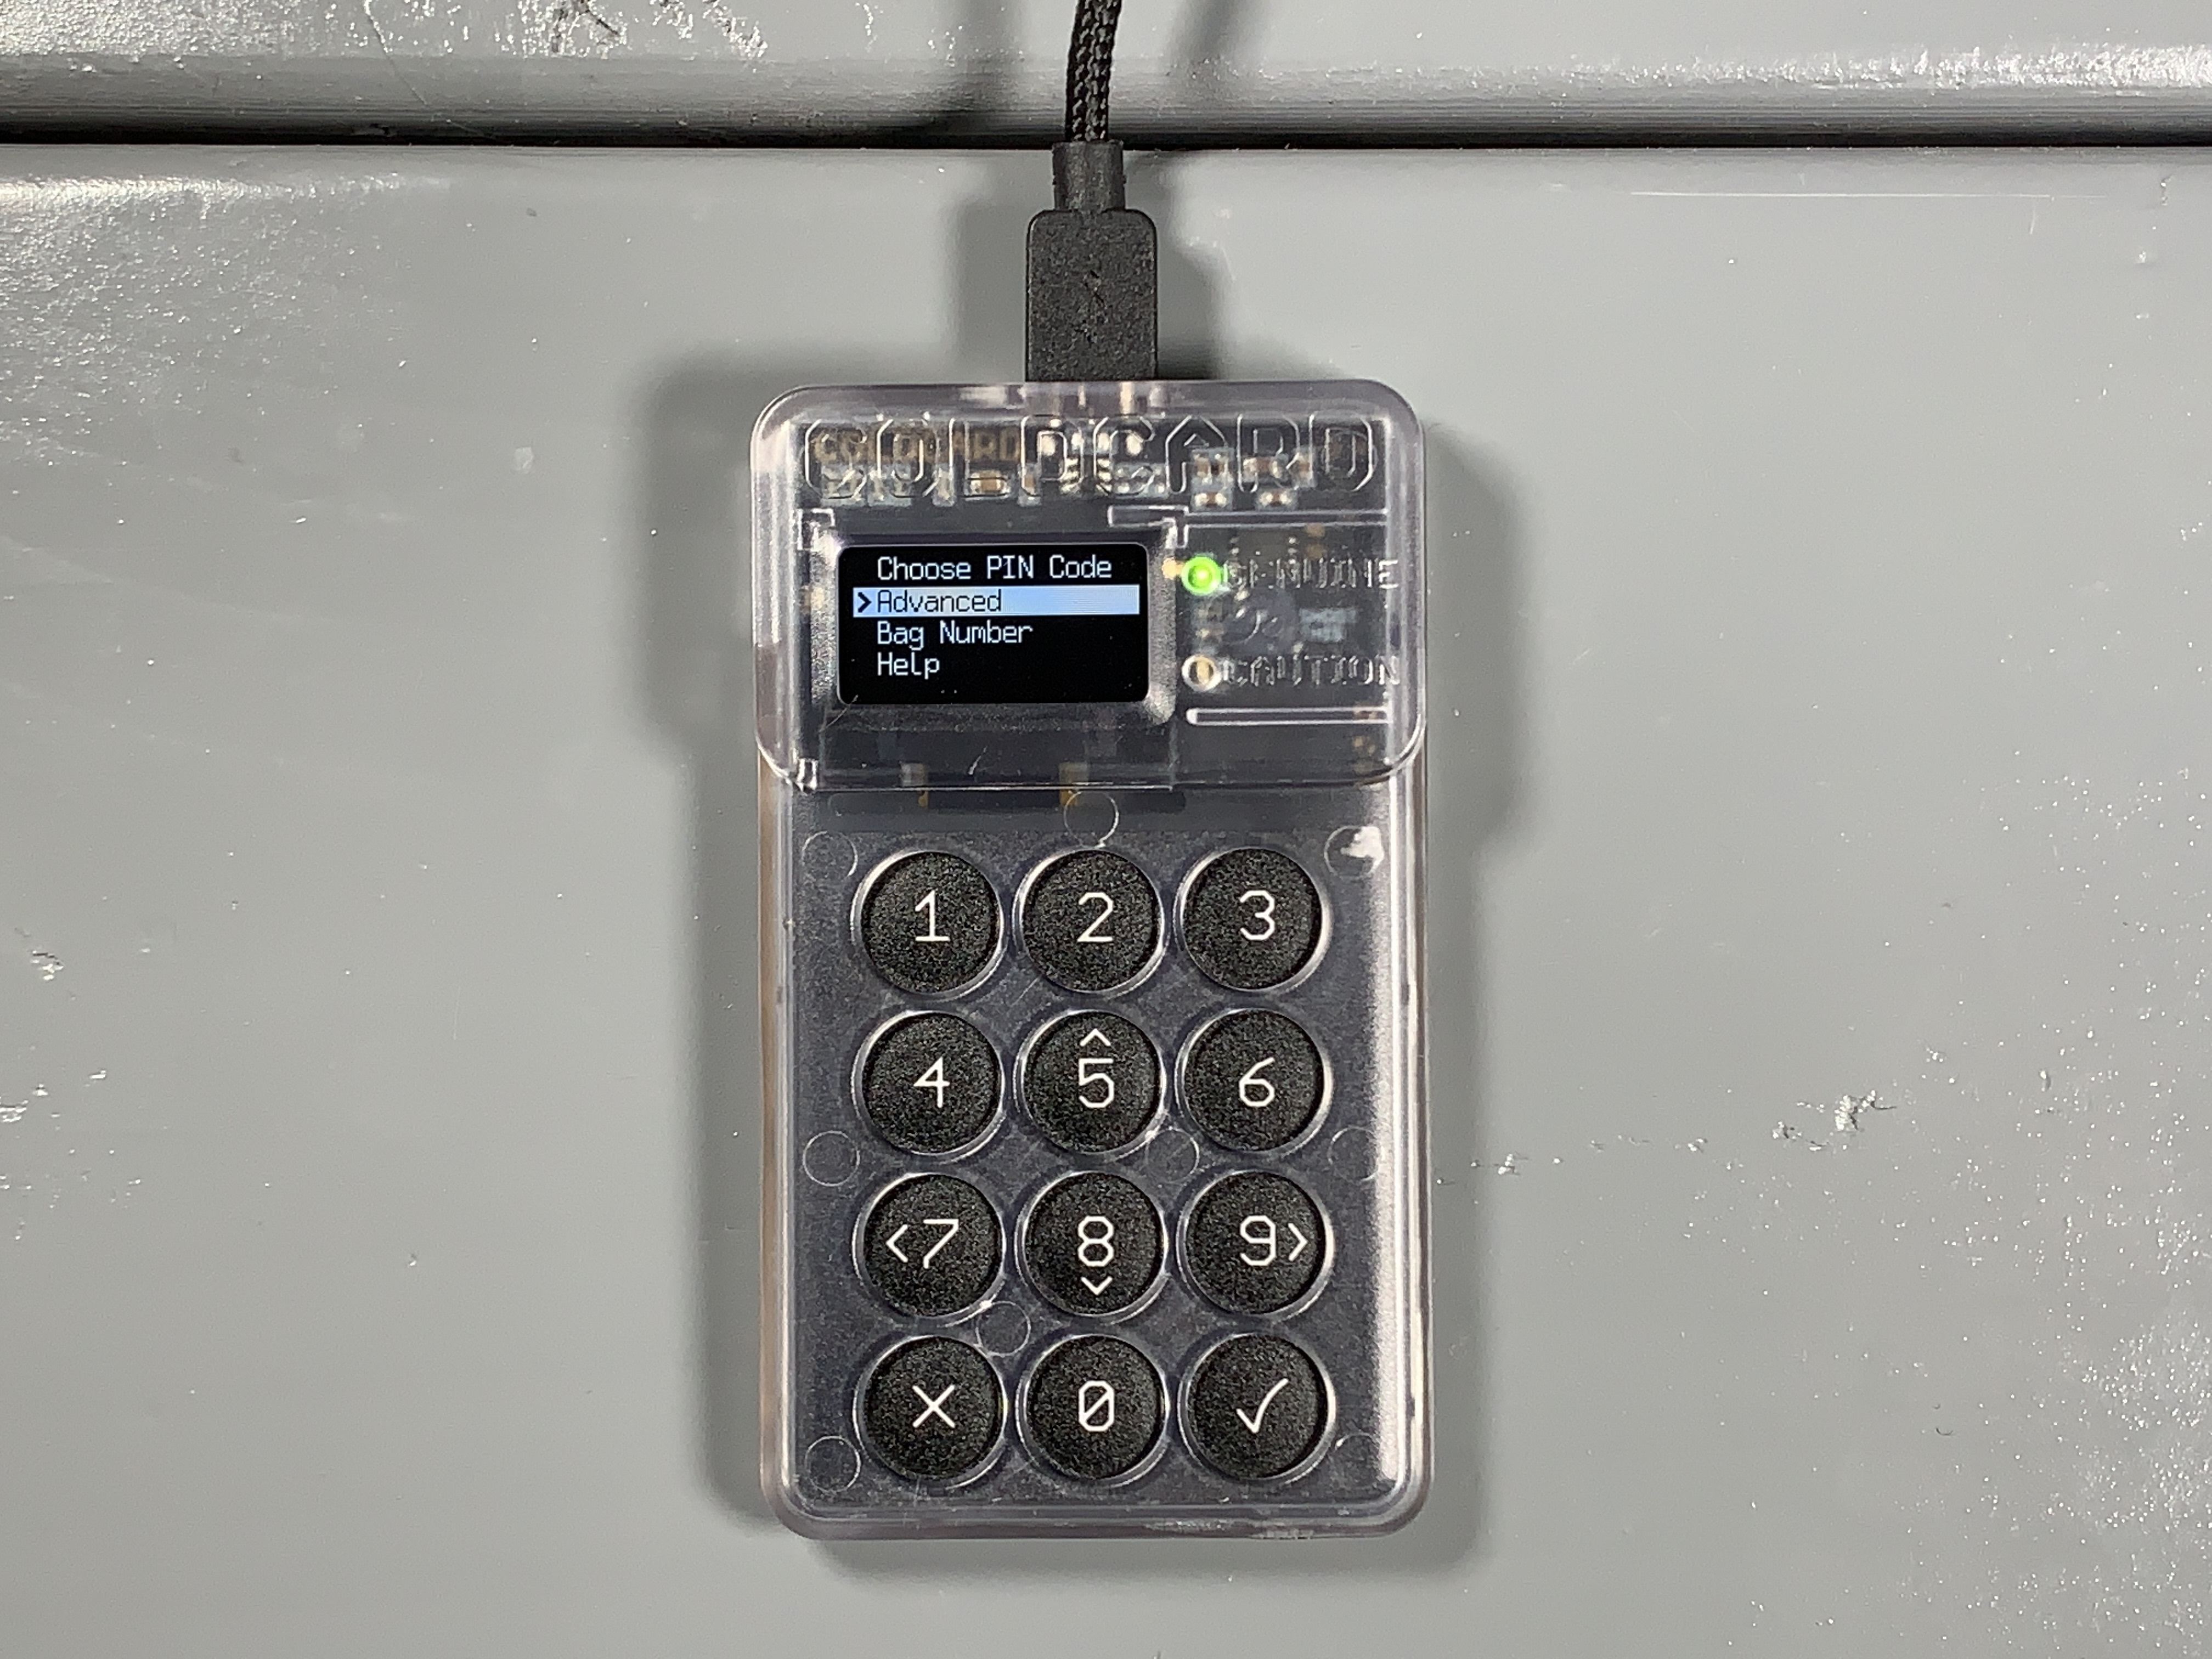 COLDCARD
COLDCARD
Choose PIN Code
>Advanced
Bag Number
Help
GENUINE
CAUTION
1 2 3
4 ^ 5 6
<7 8 ⌄ 9>
× 0 ✓